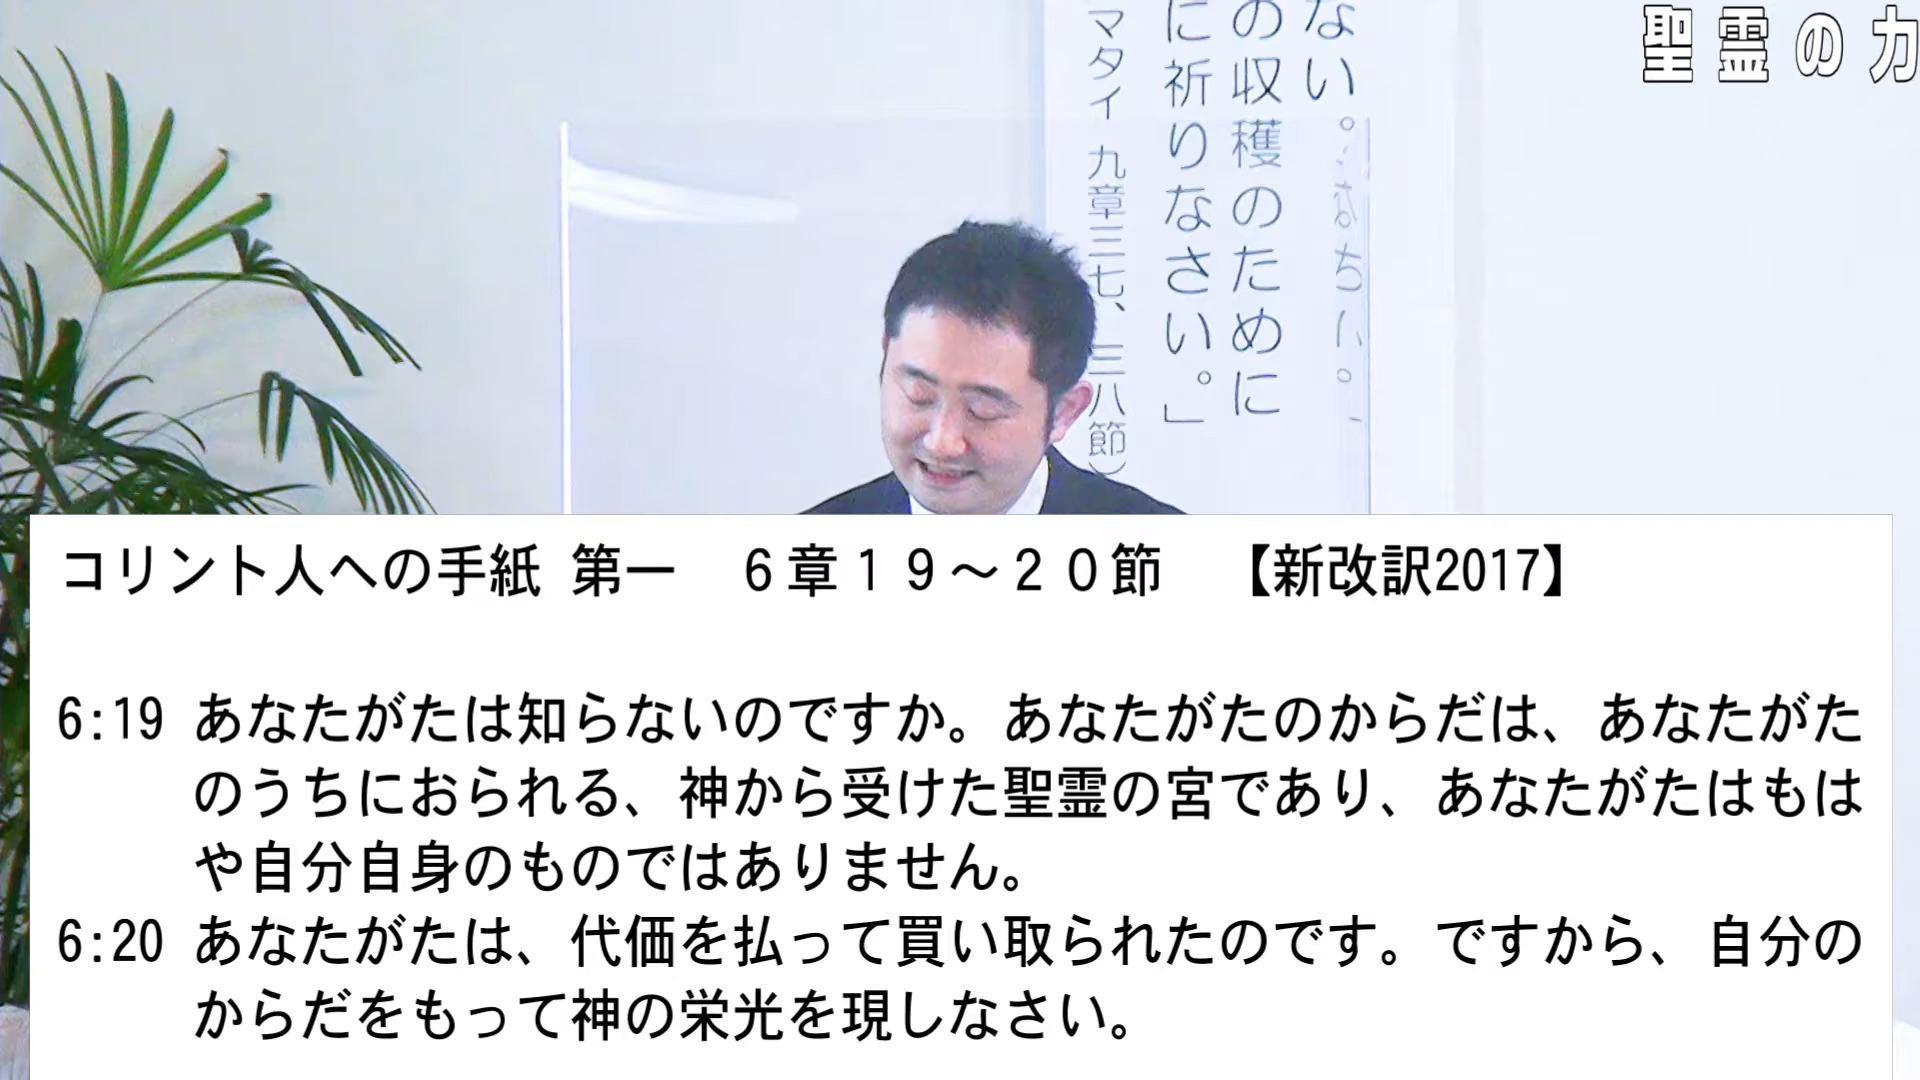 聖霊の力
ない。
の収穫のために
に祈りなさい。」
マタイ 九章三七、三八節）
コリント人への手紙 第一　６章１９～２０節　【新改訳2017】
6:19 あなたがたは知らないのですか。あなたがたのからだは、あなたがた
のうちにおられる、神から受けた聖霊の宮であり、あなたがたはもは
や自分自身のものではありません。
6:20 あなたがたは、代価を払って買い取られたのです。ですから、自分の
からだをもって神の栄光を現しなさい。